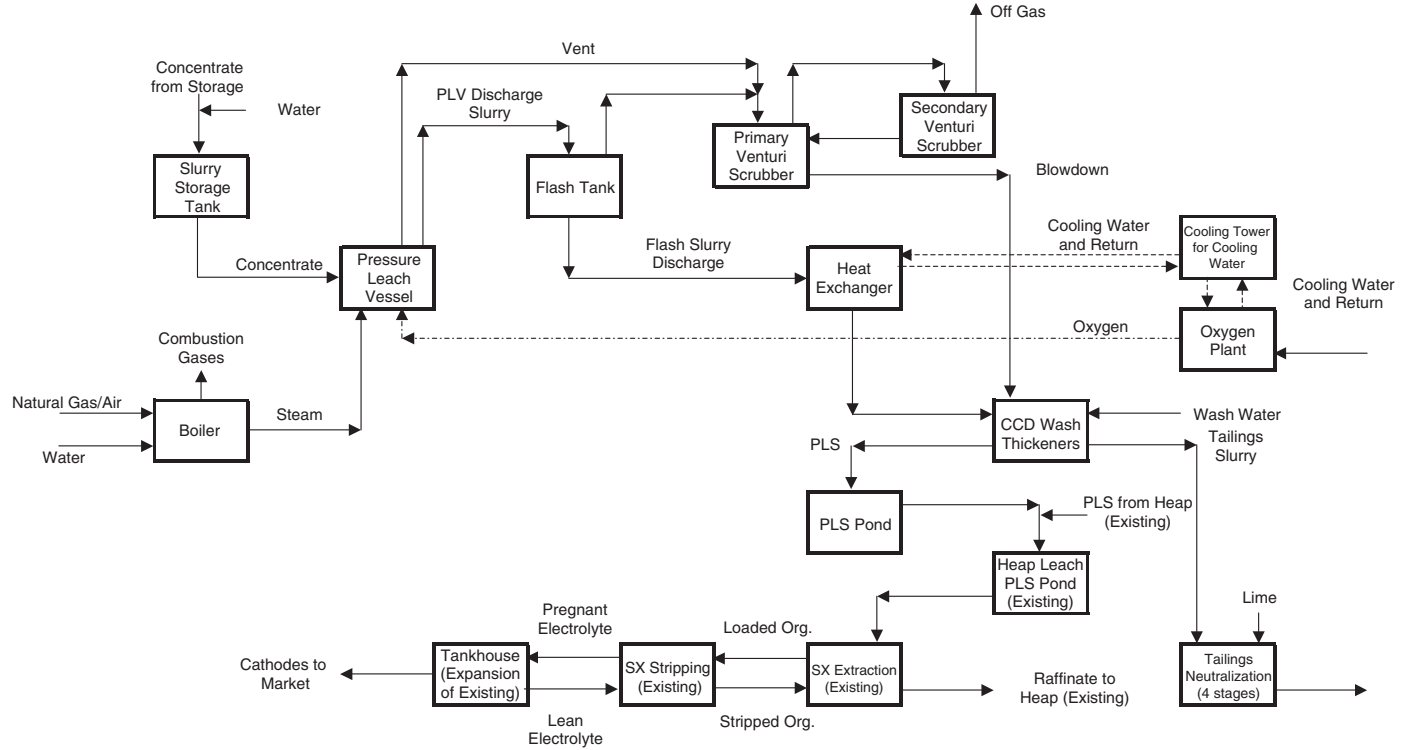 Off Gas
Vent
Concentrate
from Storage
Water
PLV Discharge
Slurry
Secondary
Venturi
Scrubber
Primary
Venturi
Scrubber
Slurry
Storage
Tank
Flash Tank
Blowdown
Cooling Water
and Return
Cooling Tower
for Cooling
Water
Flash Slurry
Discharge
Concentrate
Pressure
Leach
Vessel
Heat
Exchanger
Cooling Water
and Return
Combustion
Gases
Oxygen
Oxygen
Plant
Natural Gas/Air
Steam
Boiler
Water
CCD Wash
Thickeners
Wash Water
Tailings
Slurry
PLS
PLS Pond
PLS from Heap
(Existing)
Heap Leach
PLS Pond
(Existing)
Lime
Pregnant
Electrolyte
Loaded Org.
Cathodes to
Market
Tankhouse
(Expansion
of Existing)
SX Stripping
(Existing)
SX Extraction
(Existing)
Raffinate to
Heap (Existing)
Tailings
Neutralization
(4 stages)
Lean
Electrolyte
Stripped Org.